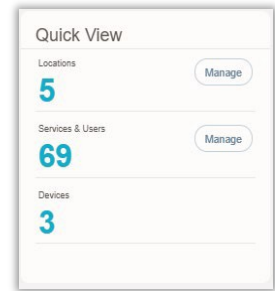 Quick View
Locations
5
Manage
Services & Users
69
Manage
Devices
3